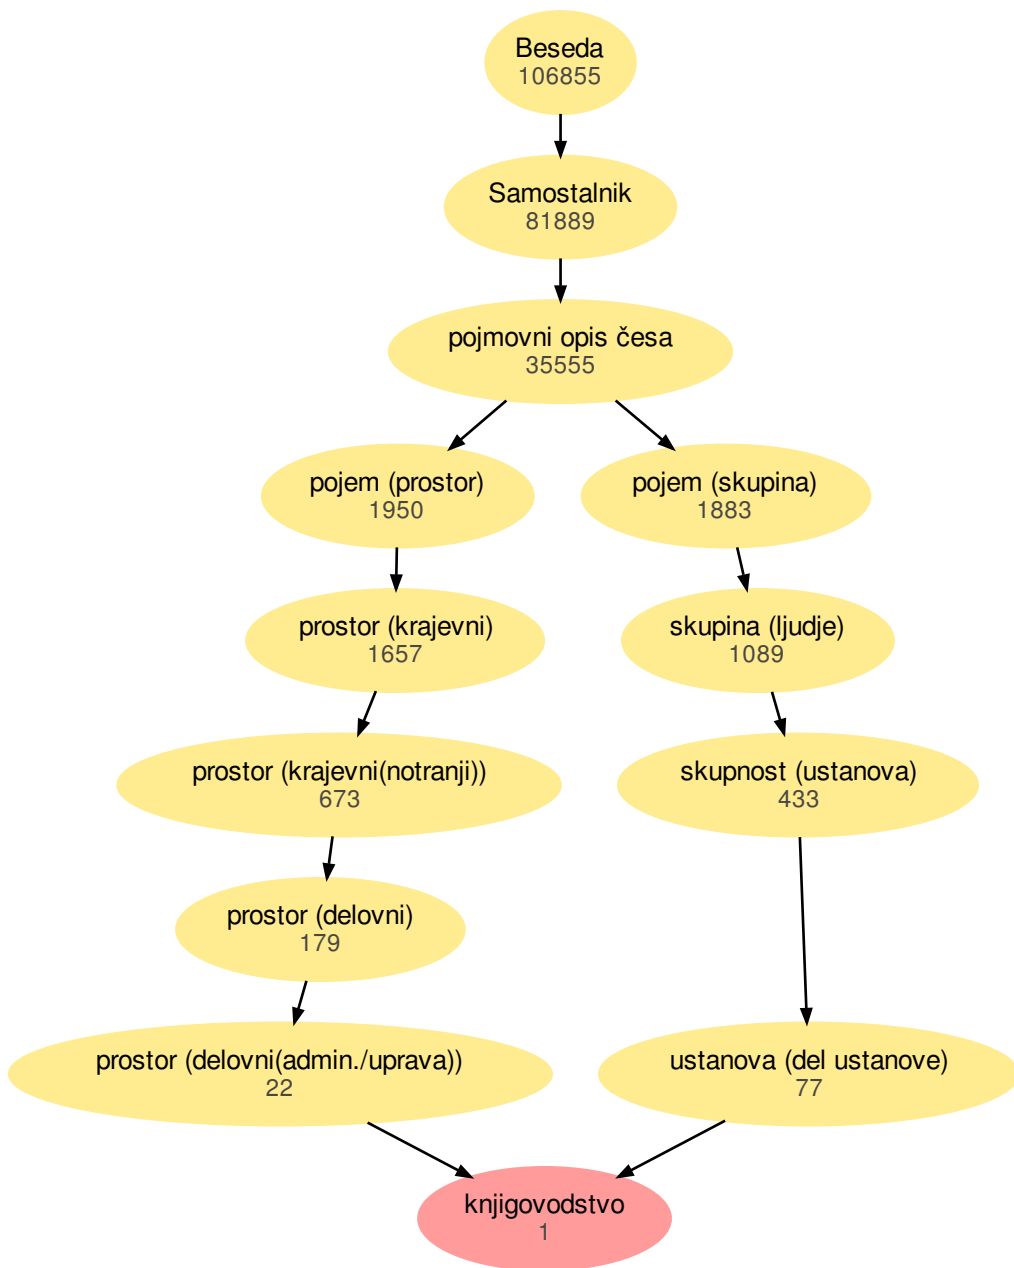 Beseda
106855
Samostalnik
81889
pojmovni opis česa
35555
pojem (prostor)
1950
pojem (skupina)
1883
prostor (krajevni)
1657
skupina (ljudje)
1089
prostor (krajevni(notranji))
673
skupnost (ustanova)
433
prostor (delovni)
179
prostor (delovni(admin./uprava))
22
ustanova (del ustanove)
77
knjigovodstvo
1